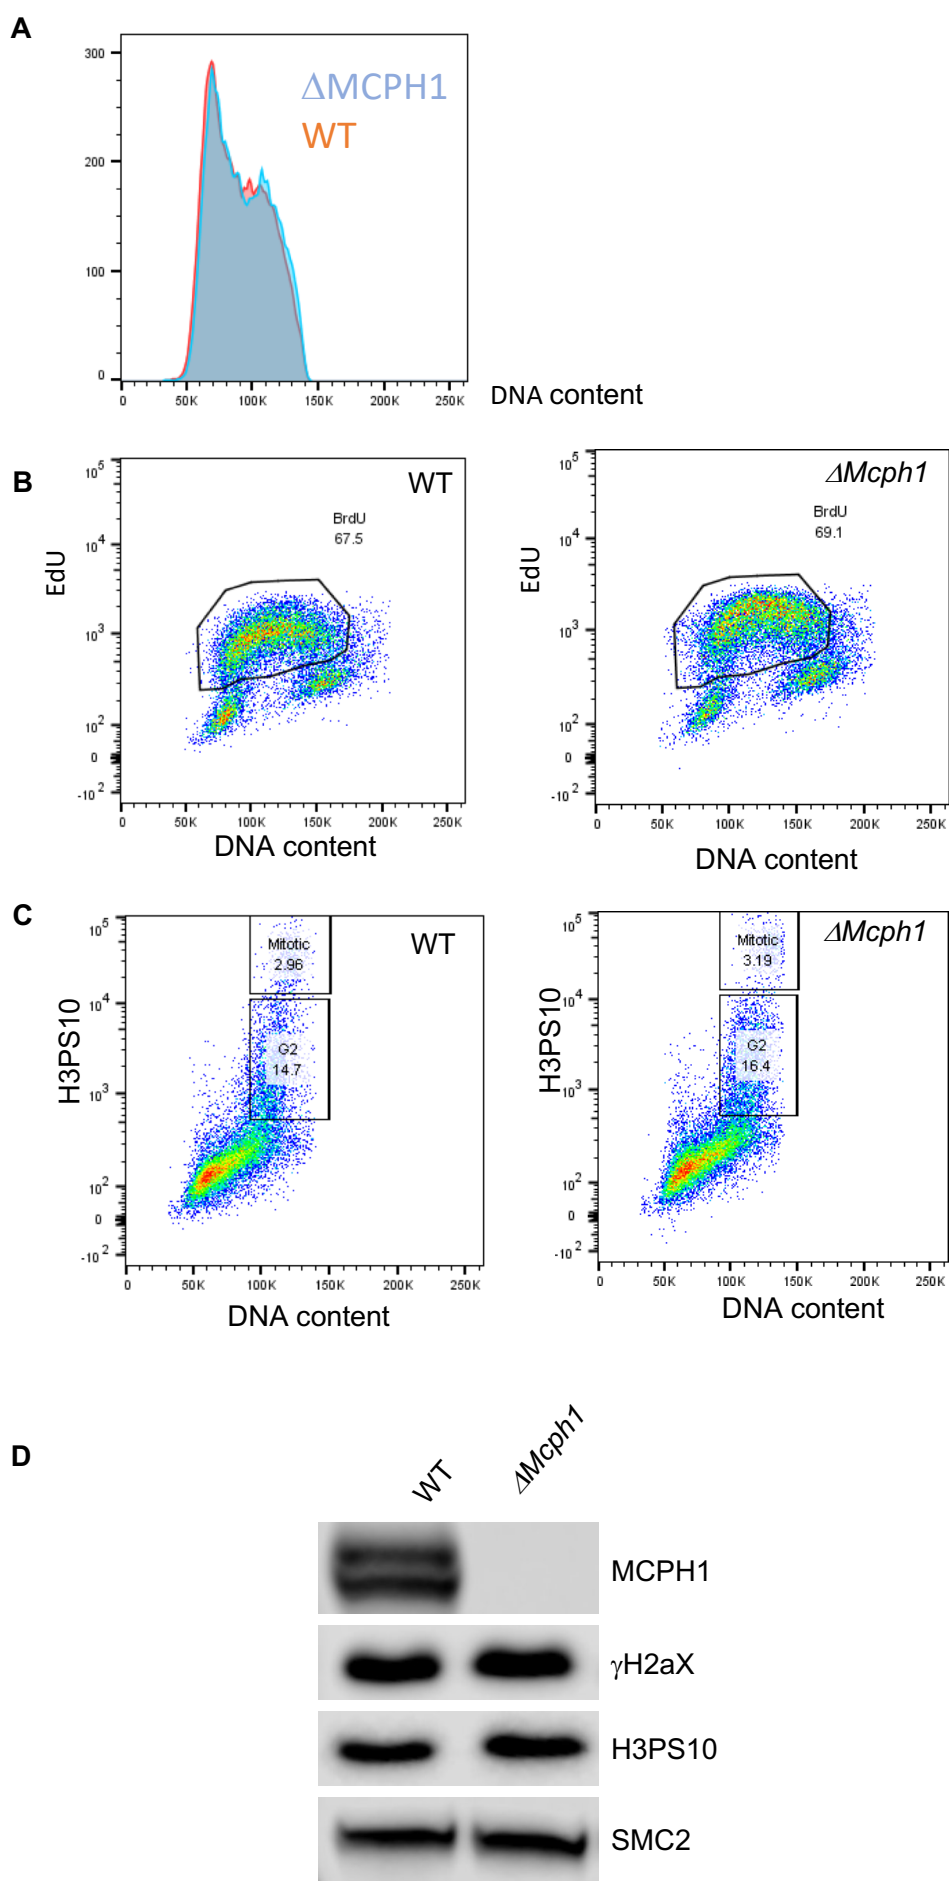 A
300
200
100
0
ΔMCPH1
WT
0 50K 100K 150K 200K 250K
DNA content
B
EdU
10^5
10^4
10^3
10^2
0
-10^2
WT
BrdU
67.5
0 50K 100K 150K 200K 250K
DNA content
EdU
10^5
10^4
10^3
10^2
0
-10^2
ΔMcph1
BrdU
69.1
0 50K 100K 150K 200K 250K
DNA content
C
H3PS10
10^5
10^4
10^3
10^2
0
-10^2
WT
Mitotic
2.96
G2
14.7
0 50K 100K 150K 200K 250K
DNA content
H3PS10
10^5
10^4
10^3
10^2
0
-10^2
ΔMcph1
Mitotic
3.19
G2
16.4
0 50K 100K 150K 200K 250K
DNA content
D
WT
ΔMcph1
MCPH1
γH2aX
H3PS10
SMC2